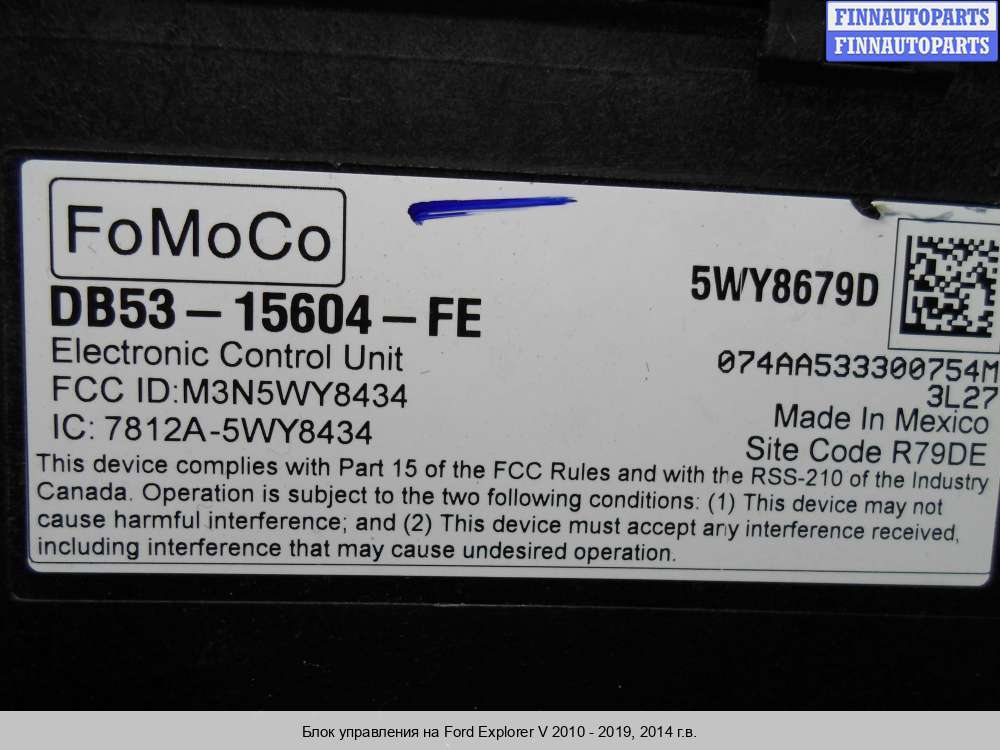 FINNAUTOPARTS
FINNAUTOPARTS
FoMoCo
DB53-15604-FE
5WY8679D
Electronic Control Unit
074AA533300754M
FCC ID:M3N5WY8434
3L27
IC: 7812A-5WY8434
Made In Mexico
Site Code R79DE
This device complies with Part 15 of the FCC Rules and with the RSS-210 of the Industry
Canada. Operation is subject to the two following conditions: (1) This device may not
cause harmful interference; and (2) This device must accept any interference received,
including interference that may cause undesired operation.
Блок управления на Ford Explorer V 2010 - 2019, 2014 г.в.